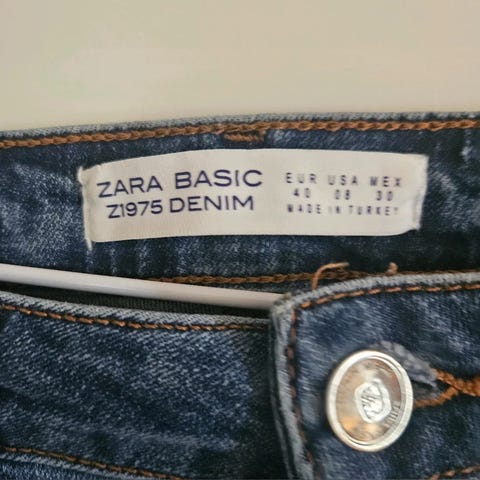 ZARA BASIC
Z1975 DENIM
EUR USA MEX
40 08 30
MADE IN TURKEY